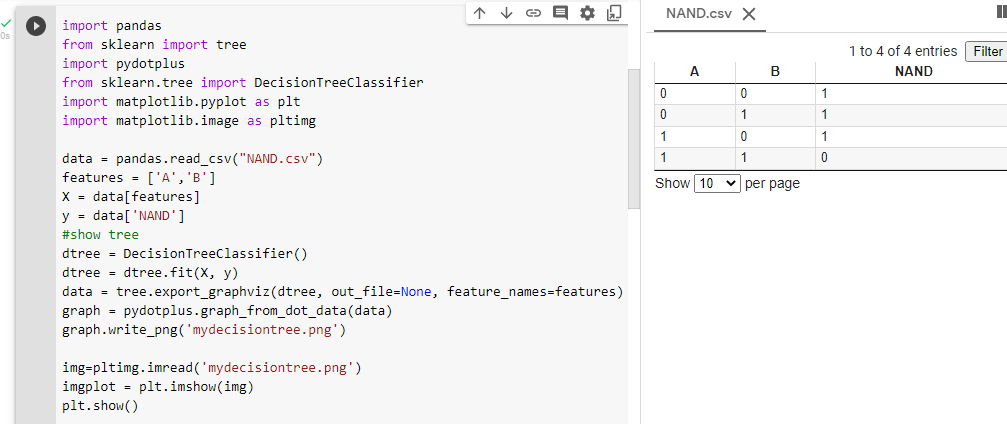 import pandas
from sklearn import tree
import pydotplus
from sklearn.tree import DecisionTreeClassifier
import matplotlib.pyplot as plt
import matplotlib.image as pltimg
data = pandas.read_csv("NAND.csv")
features = ['A','B']
X = data[features]
y = data['NAND']
#show tree
dtree = DecisionTreeClassifier()
dtree = dtree.fit(X, y)
data = tree.export_graphviz(dtree, out_file=None, feature_names=features)
graph = pydotplus.graph_from_dot_data(data)
graph.write_png('mydecisiontree.png')
img=pltimg.imread('mydecisiontree.png')
imgplot = plt.imshow(img)
plt.show()
0s
NAND.csv
1 to 4 of 4 entries Filter
A B NAND
0 0 1
0 1 1
1 0 1
1 1 0
Show 10 per page